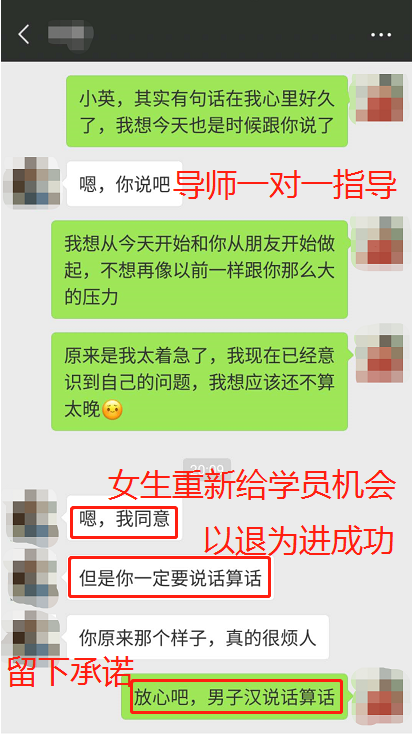 小英，其实有句话在我心里好久
了，我想今天也是时候跟你说了
嗯，你说吧
导师一对一指导
我想从今天开始和你从朋友开始做
起，不想再像以前一样跟你那么大
的压力
原来是我太着急了，我现在已经意
识到自己的问题，我想应该还不算
太晚
女生重新给学员机会
嗯，我同意
以退为进成功
但是你一定要说话算话
你原来那个样子，真的很烦人
留下承诺
放心吧，男子汉说话算话